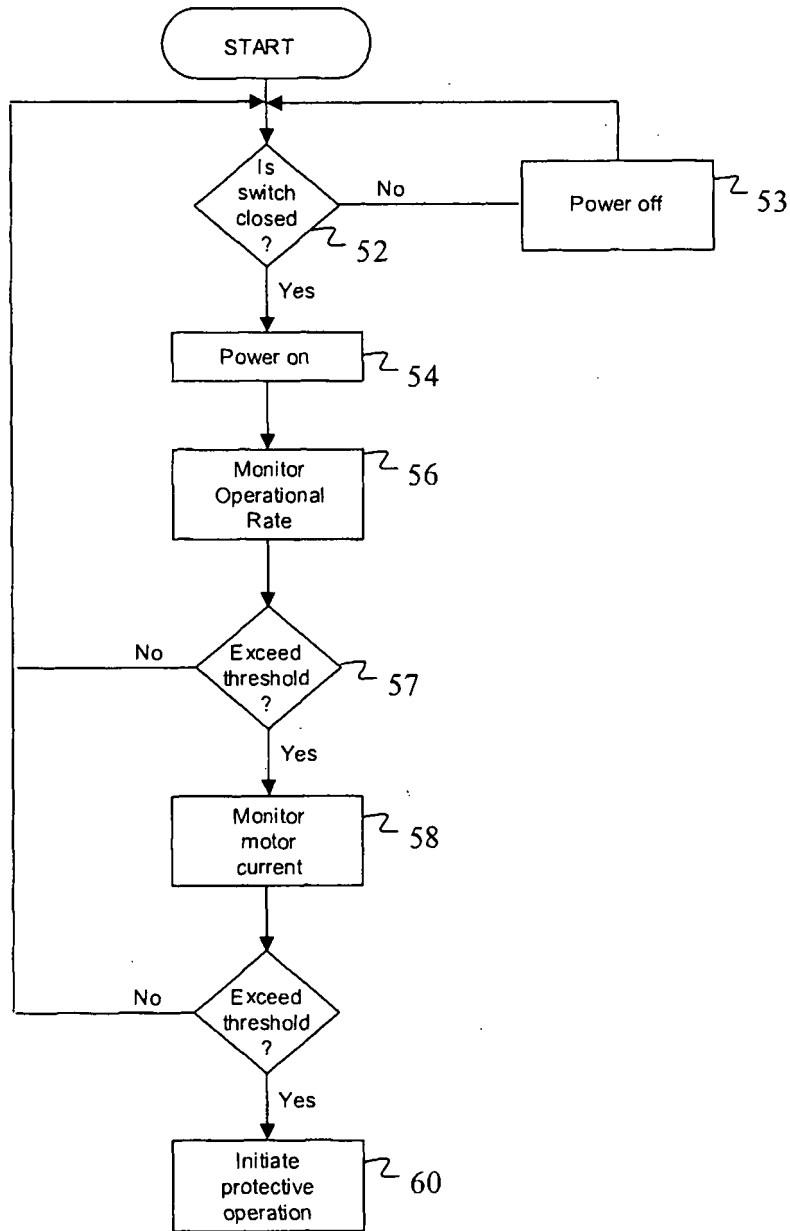 START
Is
switch
closed
?
52
No
Power off
53
Yes
Power on
54
Monitor
Operational
Rate
56
No
Exceed
threshold
?
57
Yes
Monitor
motor
current
58
No
Exceed
threshold
?
Yes
Initiate
protective
operation
60